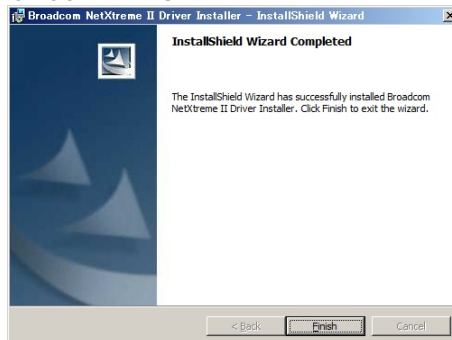 Broadcom NetXtreme II Driver Installer - InstallShield Wizard
InstallShield Wizard Completed
The InstallShield Wizard has successfully installed Broadcom
NetXtreme II Driver Installer. Click Finish to exit the wizard.
< Back
Finish
Cancel